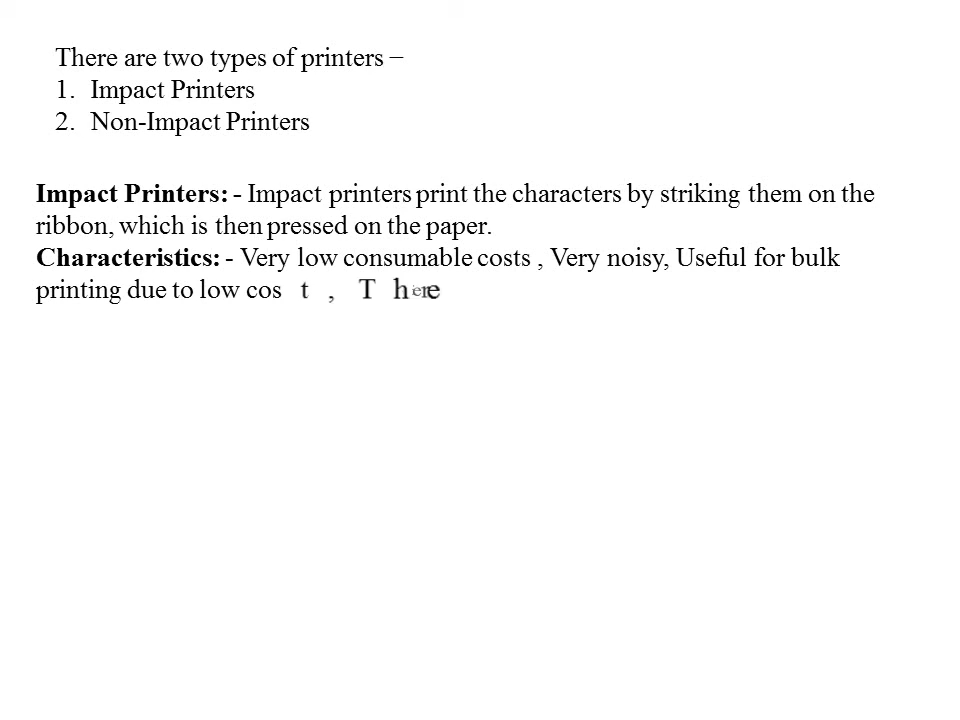 There are two types of printers −
1. Impact Printers
2. Non-Impact Printers
Impact Printers: - Impact printers print the characters by striking them on the
ribbon, which is then pressed on the paper.
Characteristics: - Very low consumable costs , Very noisy, Useful for bulk
printing due to low cost , There